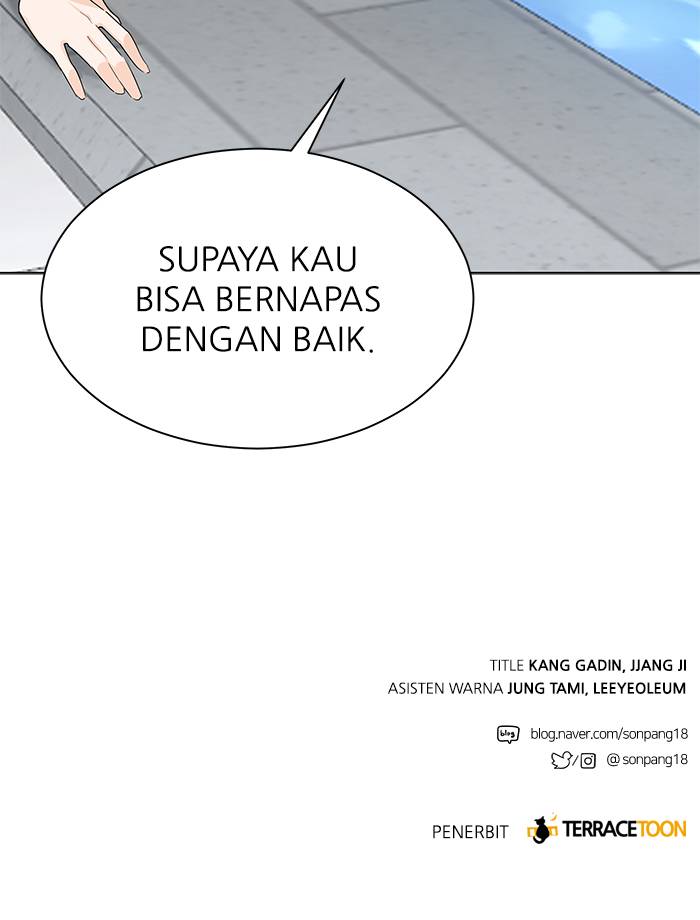 SUPAYA KAU
BISA BERNAPAS
DENGAN BAIK.
TITLE KANG GADIN, JJANG JI
ASISTEN WARNA JUNG TAMI, LEEYEOLEUM
blog blog.naver.com/sonpang18
/ @sonpang18
PENERBIT TERRACETOON